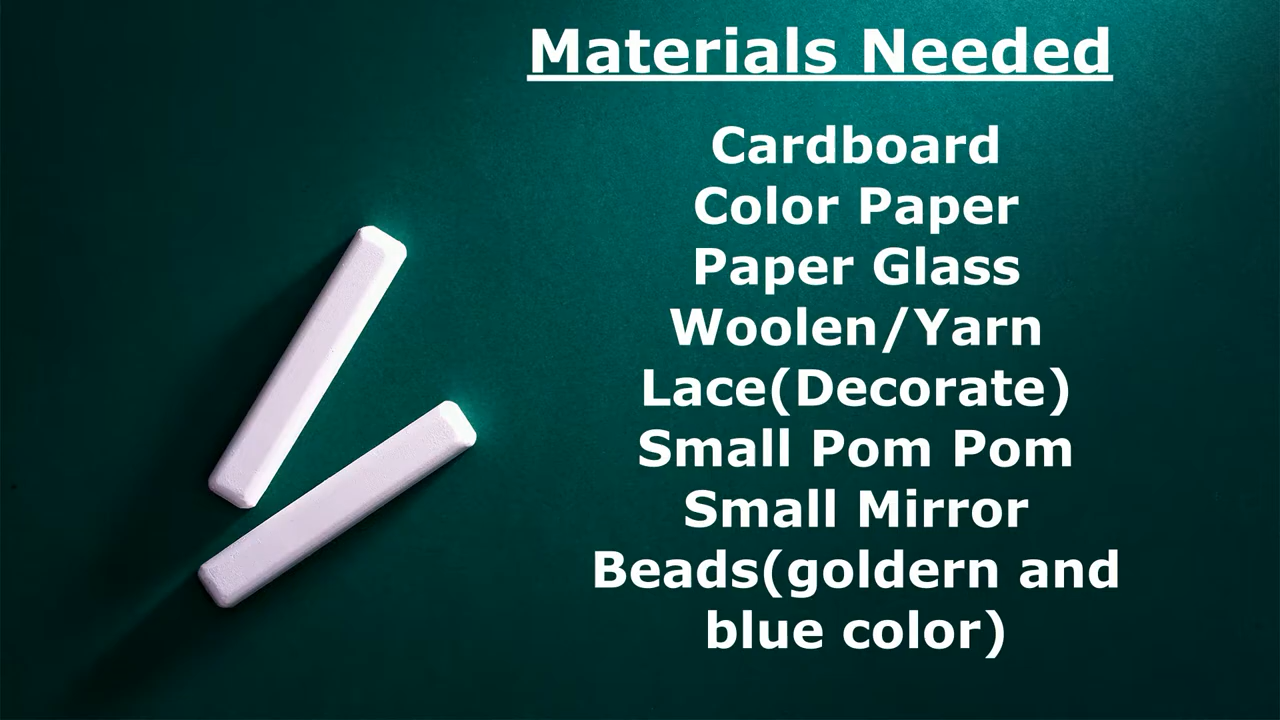 Materials Needed
Cardboard
Color Paper
Paper Glass
Woolen/Yarn
Lace(Decorate)
Small Pom Pom
Small Mirror
Beads(goldern and
blue color)